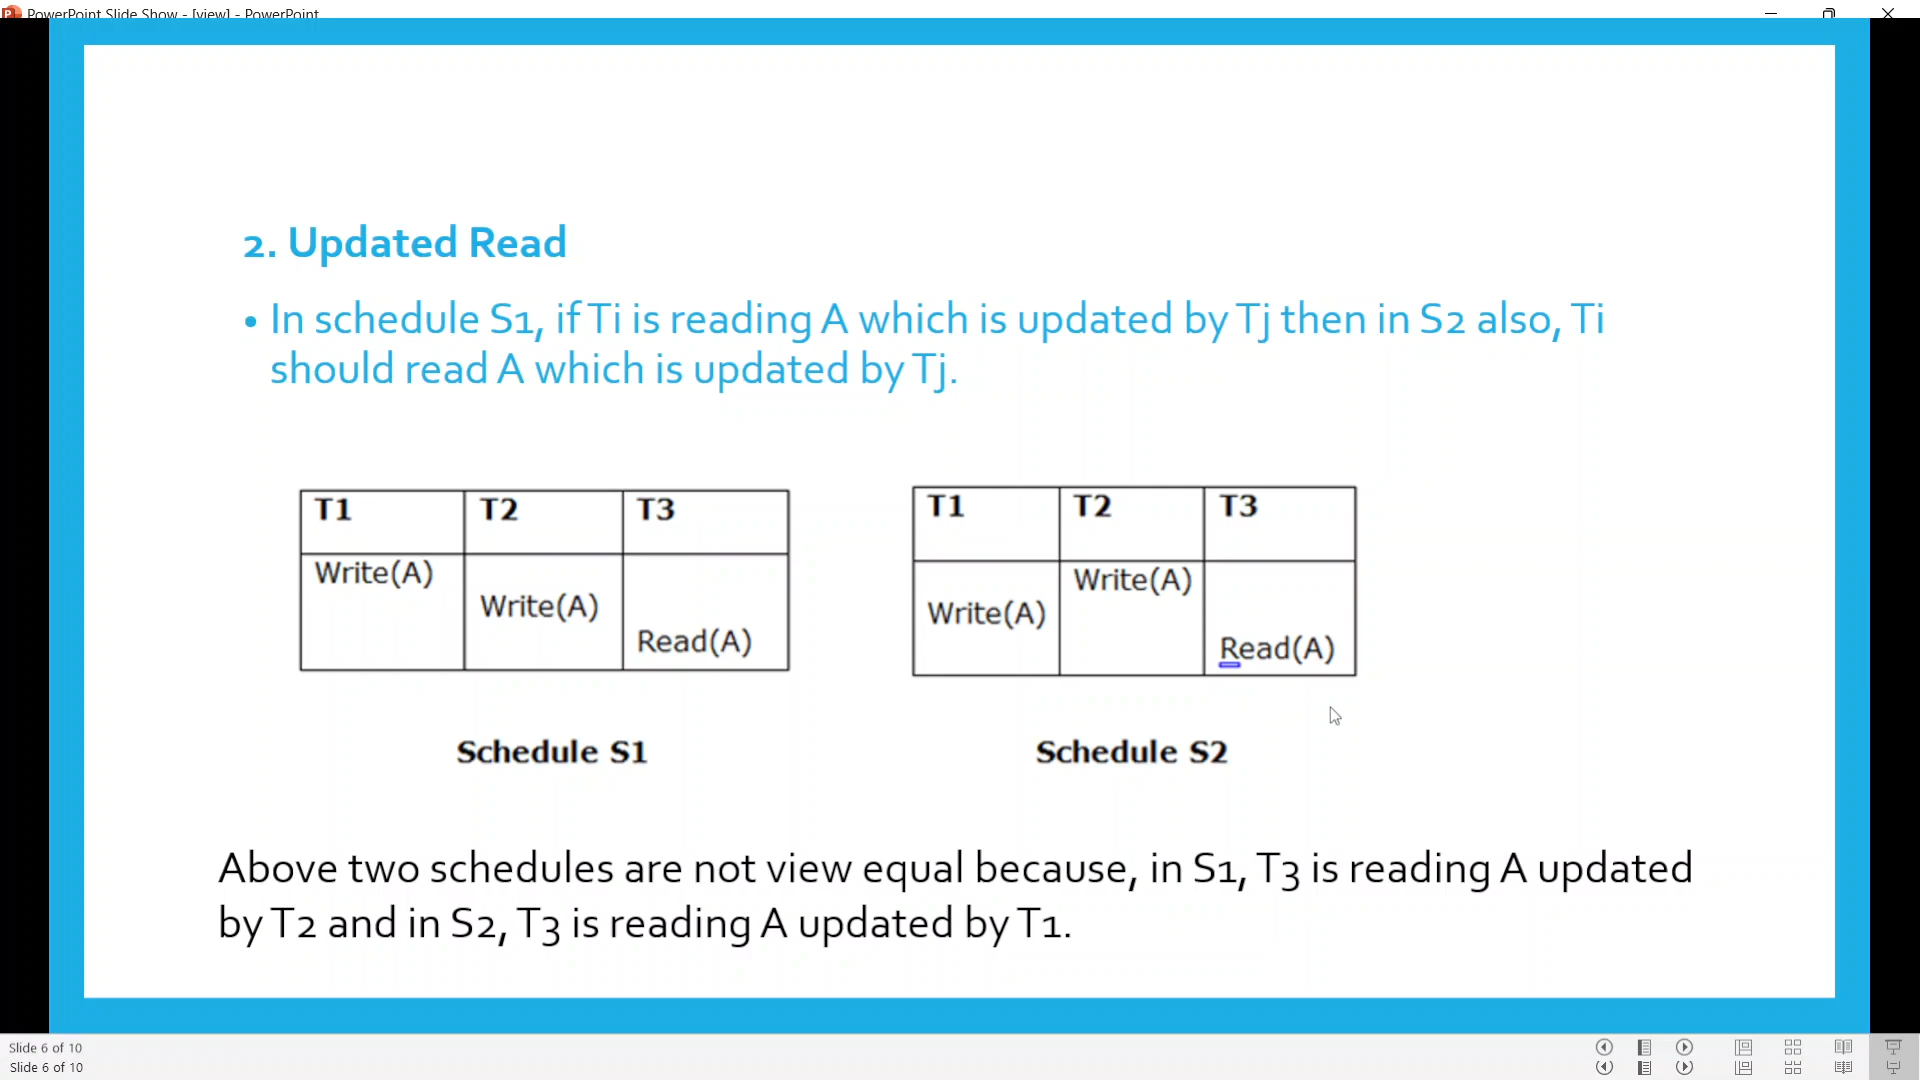 PowerPoint Slide Show - [view] - PowerPoint
2. Updated Read
• In schedule S1, if Ti is reading A which is updated by Tj then in S2 also, Ti
should read A which is updated by Tj.
T1 T2 T3
Write(A)
Write(A)
Read(A)
Schedule S1
T1 T2 T3
Write(A)
Write(A)
Read(A)
Schedule S2
Above two schedules are not view equal because, in S1, T3 is reading A updated
by T2 and in S2, T3 is reading A updated by T1.
Slide 6 of 10
Slide 6 of 10